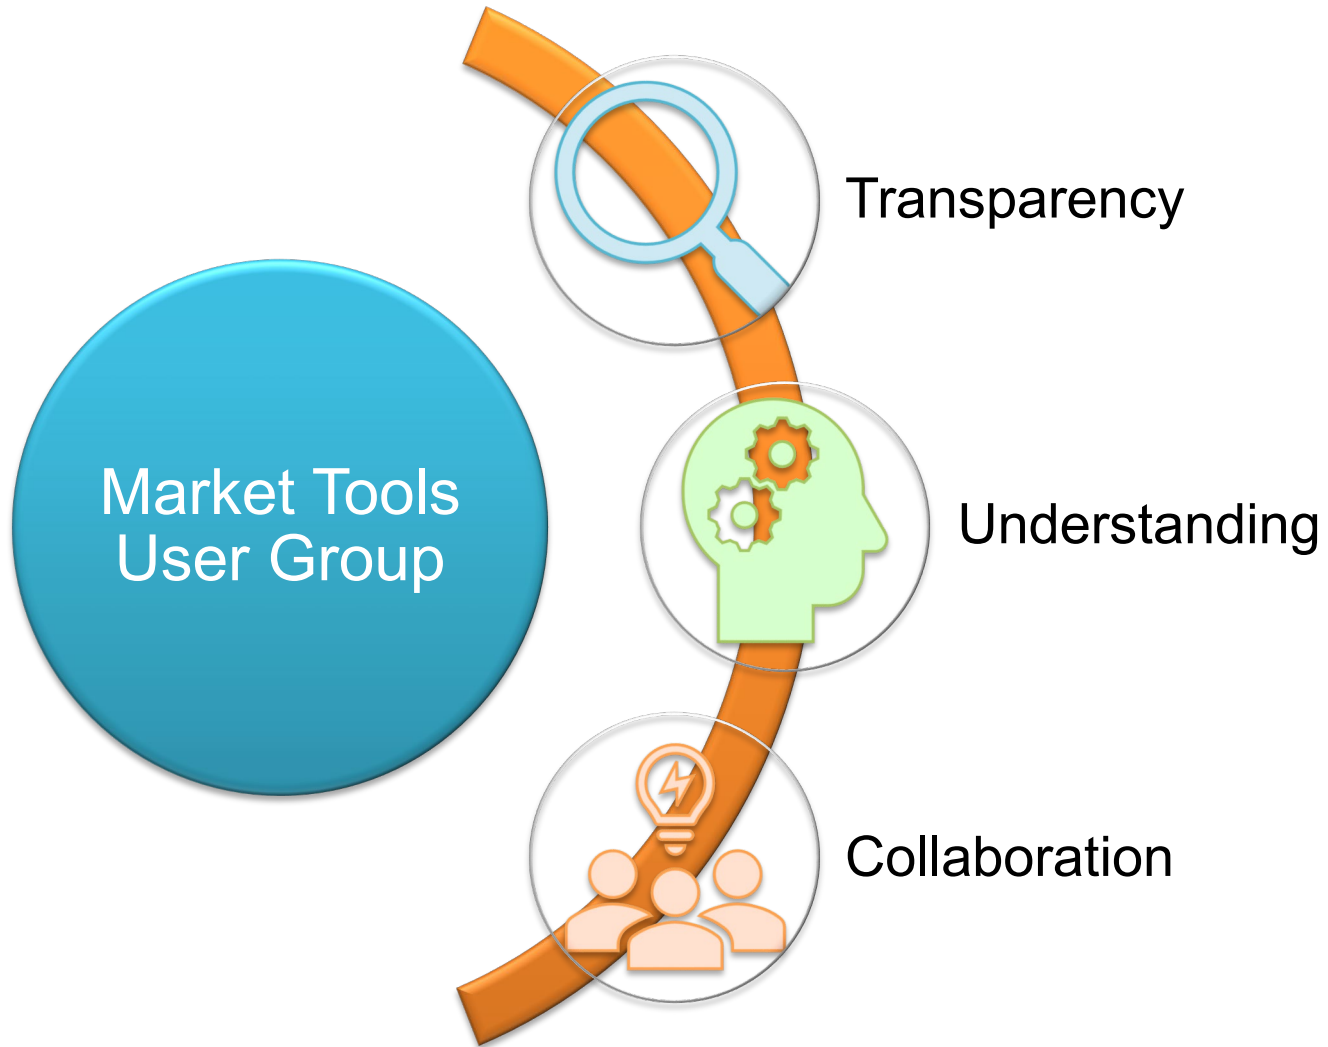 Market Tools
User Group
Transparency
Understanding
Collaboration